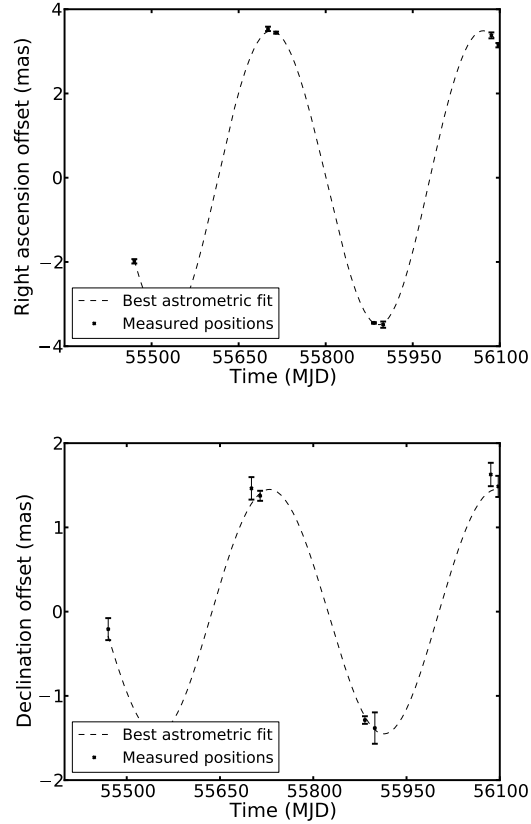 4
2
0
−2
−4
Right ascension offset (mas)
Best astrometric fit
Measured positions
55500 55650 55800 55950 56100
Time (MJD)
2
1
0
−1
−2
Declination offset (mas)
Best astrometric fit
Measured positions
55500 55650 55800 55950 56100
Time (MJD)